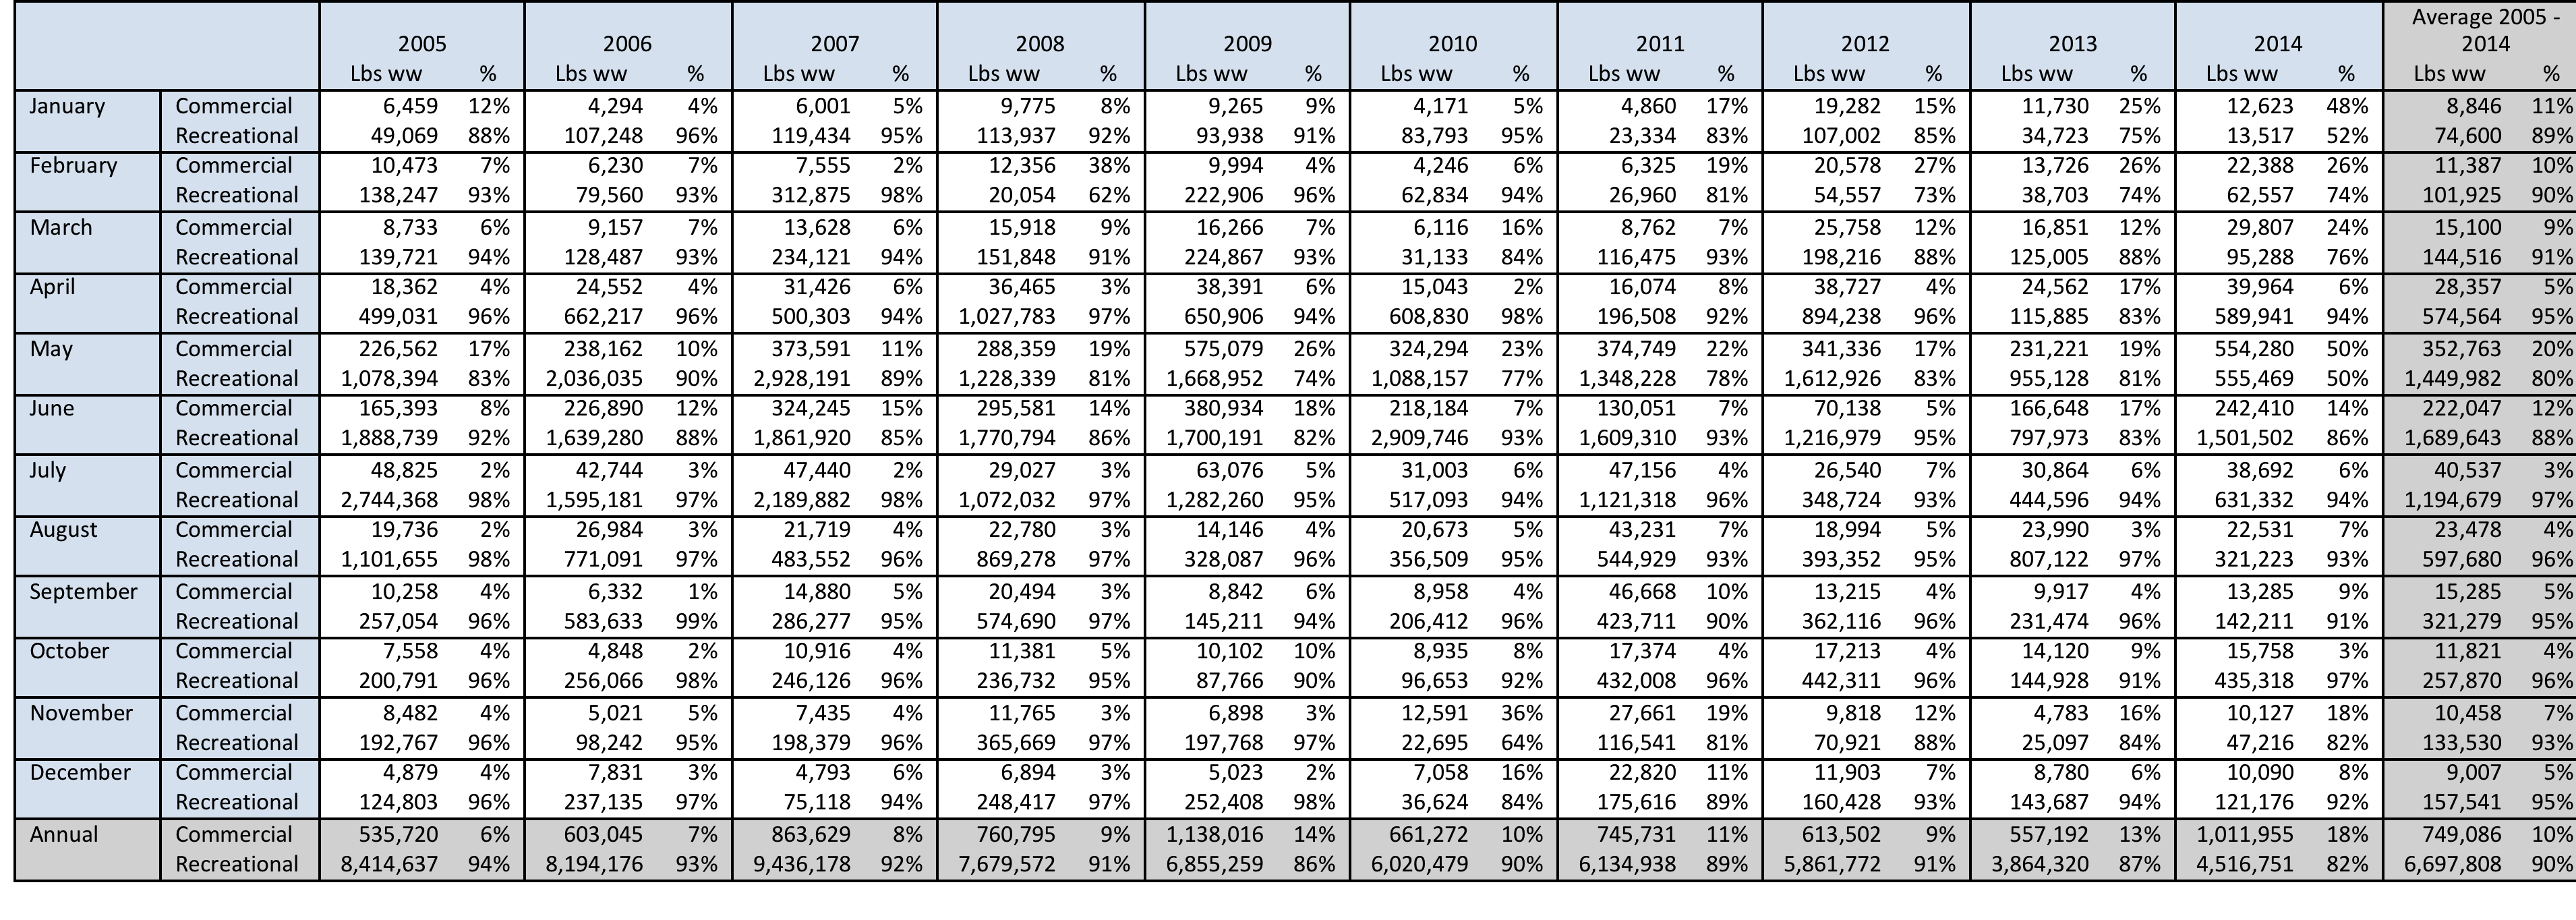 Average 2005 -
2005 2006 2007 2008 2009 2010 2011 2012 2013 2014 2014
Lbs ww % Lbs ww % Lbs ww % Lbs ww % Lbs ww % Lbs ww % Lbs ww % Lbs ww % Lbs ww % Lbs ww % Lbs ww %
January Commercial 6,459 12% 4,294 4% 6,001 5% 9,775 8% 9,265 9% 4,171 5% 4,860 17% 19,282 15% 11,730 25% 12,623 48% 8,846 11%
Recreational 49,069 88% 107,248 96% 119,434 95% 113,937 92% 93,938 91% 83,793 95% 23,334 83% 107,002 85% 34,723 75% 13,517 52% 74,600 89%
February Commercial 10,473 7% 6,230 7% 7,555 2% 12,356 38% 9,994 4% 4,246 6% 6,325 19% 20,578 27% 13,726 26% 22,388 26% 11,387 10%
Recreational 138,247 93% 79,560 93% 312,875 98% 20,054 62% 222,906 96% 62,834 94% 26,960 81% 54,557 73% 38,703 74% 62,557 74% 101,925 90%
March Commercial 8,733 6% 9,157 7% 13,628 6% 15,918 9% 16,266 7% 6,116 16% 8,762 7% 25,758 12% 16,851 12% 29,807 24% 15,100 9%
Recreational 139,721 94% 128,487 93% 234,121 94% 151,848 91% 224,867 93% 31,133 84% 116,475 93% 198,216 88% 125,005 88% 95,288 76% 144,516 91%
April Commercial 18,362 4% 24,552 4% 31,426 6% 36,465 3% 38,391 6% 15,043 2% 16,074 8% 38,727 4% 24,562 17% 39,964 6% 28,357 5%
Recreational 499,031 96% 662,217 96% 500,303 94% 1,027,783 97% 650,906 94% 608,830 98% 196,508 92% 894,238 96% 115,885 83% 589,941 94% 574,564 95%
May Commercial 226,562 17% 238,162 10% 373,591 11% 288,359 19% 575,079 26% 324,294 23% 374,749 22% 341,336 17% 231,221 19% 554,280 50% 352,763 20%
Recreational 1,078,394 83% 2,036,035 90% 2,928,191 89% 1,228,339 81% 1,668,952 74% 1,088,157 77% 1,348,228 78% 1,612,926 83% 955,128 81% 555,469 50% 1,449,982 80%
June Commercial 165,393 8% 226,890 12% 324,245 15% 295,581 14% 380,934 18% 218,184 7% 130,051 7% 70,138 5% 166,648 17% 242,410 14% 222,047 12%
Recreational 1,888,739 92% 1,639,280 88% 1,861,920 85% 1,770,794 86% 1,700,191 82% 2,909,746 93% 1,609,310 93% 1,216,979 95% 797,973 83% 1,501,502 86% 1,689,643 88%
July Commercial 48,825 2% 42,744 3% 47,440 2% 29,027 3% 63,076 5% 31,003 6% 47,156 4% 26,540 7% 30,864 6% 38,692 6% 40,537 3%
Recreational 2,744,368 98% 1,595,181 97% 2,189,882 98% 1,072,032 97% 1,282,260 95% 517,093 94% 1,121,318 96% 348,724 93% 444,596 94% 631,332 94% 1,194,679 97%
August Commercial 19,736 2% 26,984 3% 21,719 4% 22,780 3% 14,146 4% 20,673 5% 43,231 7% 18,994 5% 23,990 3% 22,531 7% 23,478 4%
Recreational 1,101,655 98% 771,091 97% 483,552 96% 869,278 97% 328,087 96% 356,509 95% 544,929 93% 393,352 95% 807,122 97% 321,223 93% 597,680 96%
September Commercial 10,258 4% 6,332 1% 14,880 5% 20,494 3% 8,842 6% 8,958 4% 46,668 10% 13,215 4% 9,917 4% 13,285 9% 15,285 5%
Recreational 257,054 96% 583,633 99% 286,277 95% 574,690 97% 145,211 94% 206,412 96% 423,711 90% 362,116 96% 231,474 96% 142,211 91% 321,279 95%
October Commercial 7,558 4% 4,848 2% 10,916 4% 11,381 5% 10,102 10% 8,935 8% 17,374 4% 17,213 4% 14,120 9% 15,758 3% 11,821 4%
Recreational 200,791 96% 256,066 98% 246,126 96% 236,732 95% 87,766 90% 96,653 92% 432,008 96% 442,311 96% 144,928 91% 435,318 97% 257,870 96%
November Commercial 8,482 4% 5,021 5% 7,435 4% 11,765 3% 6,898 3% 12,591 36% 27,661 19% 9,818 12% 4,783 16% 10,127 18% 10,458 7%
Recreational 192,767 96% 98,242 95% 198,379 96% 365,669 97% 197,768 97% 22,695 64% 116,541 81% 70,921 88% 25,097 84% 47,216 82% 133,530 93%
December Commercial 4,879 4% 7,831 3% 4,793 6% 6,894 3% 5,023 2% 7,058 16% 22,820 11% 11,903 7% 8,780 6% 10,090 8% 9,007 5%
Recreational 124,803 96% 237,135 97% 75,118 94% 248,417 97% 252,408 98% 36,624 84% 175,616 89% 160,428 93% 143,687 94% 121,176 92% 157,541 95%
Annual Commercial 535,720 6% 603,045 7% 863,629 8% 760,795 9% 1,138,016 14% 661,272 10% 745,731 11% 613,502 9% 557,192 13% 1,011,955 18% 749,086 10%
Recreational 8,414,637 94% 8,194,176 93% 9,436,178 92% 7,679,572 91% 6,855,259 86% 6,020,479 90% 6,134,938 89% 5,861,772 91% 3,864,320 87% 4,516,751 82% 6,697,808 90%